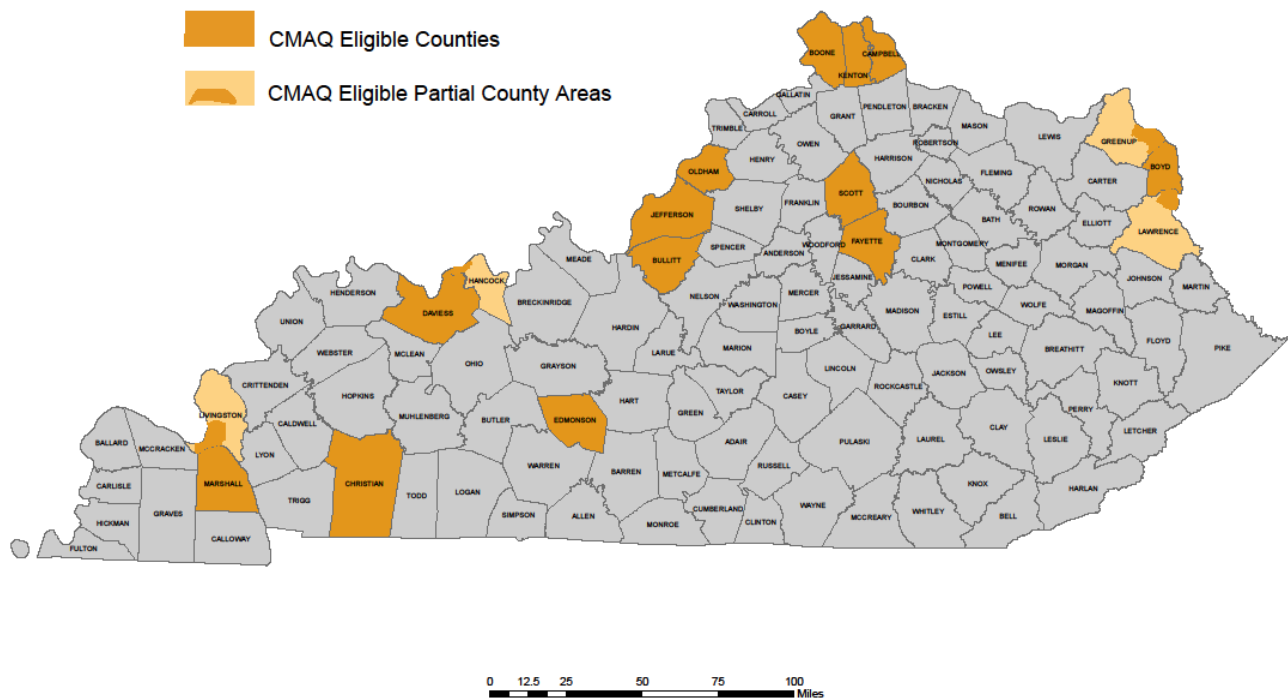 CMAQ Eligible Counties
CMAQ Eligible Partial County Areas
BOONE
CAMPBELL
KENTON
GALLATIN
PENDLETON
BRACKEN
CARROLL
GRANT
MASON
TRIMBLE
LEWIS
GREENUP
OWEN
ROBERTSON
HENRY
HARRISON
BOYD
OLDHAM
FLEMING
CARTER
NICHOLAS
SCOTT
FRANKLIN
BOURBON
ROWAN
SHELBY
JEFFERSON
BATH
ELLIOTT
LAWRENCE
FAYETTE
WOODFORD
MONTGOMERY
SPENCER
ANDERSON
CLARK
MENIFEE
MORGAN
BULLITT
MEADE
JESSAMINE
JOHNSON
MARTIN
HANCOCK
POWELL
HENDERSON
NELSON
MERCER
BRECKINRIDGE
WASHINGTON
WOLFE
MAGOFFIN
DAVIESS
MADISON
ESTILL
UNION
HARDIN
BOYLE
GARRARD
LEE
FLOYD
PIKE
MARION
BREATHITT
WEBSTER
MCLEAN
LARUE
OHIO
GRAYSON
LINCOLN
OWSLEY
JACKSON
KNOTT
CRITTENDEN
ROCKCASTLE
TAYLOR
HOPKINS
CASEY
HART
PERRY
LIVINGSTON
GREEN
MUHLENBERG
BUTLER
EDMONSON
CALDWELL
CLAY
LETCHER
BALLARD
MCCRACKEN
ADAIR
PULASKI
LAUREL
LESLIE
LYON
WARREN
RUSSELL
BARREN
METCALFE
MARSHALL
CHRISTIAN
CARLISLE
KNOX
HARLAN
TRIGG
TODD
LOGAN
WAYNE
CUMBERLAND
WHITLEY
GRAVES
SIMPSON
ALLEN
BELL
MCCREARY
HICKMAN
MONROE
CLINTON
CALLOWAY
FULTON
0 12.5 25 50 75 100
Miles